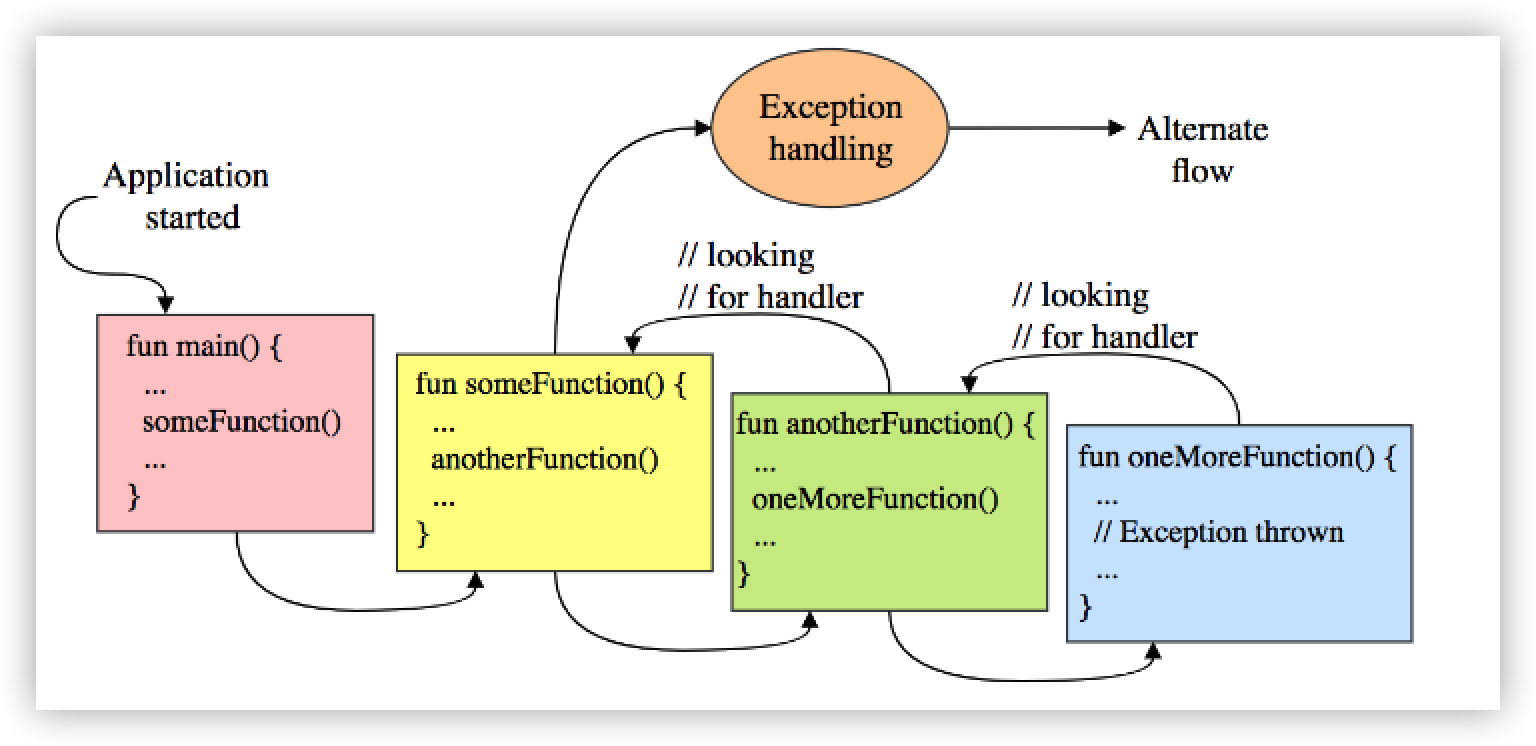 Exception
handling
Alternate
flow
Application
started
// looking
// for handler
// looking
// for handler
fun main() {
...
someFunction()
...
}
fun someFunction() {
...
anotherFunction()
...
}
fun anotherFunction() {
...
oneMoreFunction()
...
}
fun oneMoreFunction() {
...
// Exception thrown
...
}